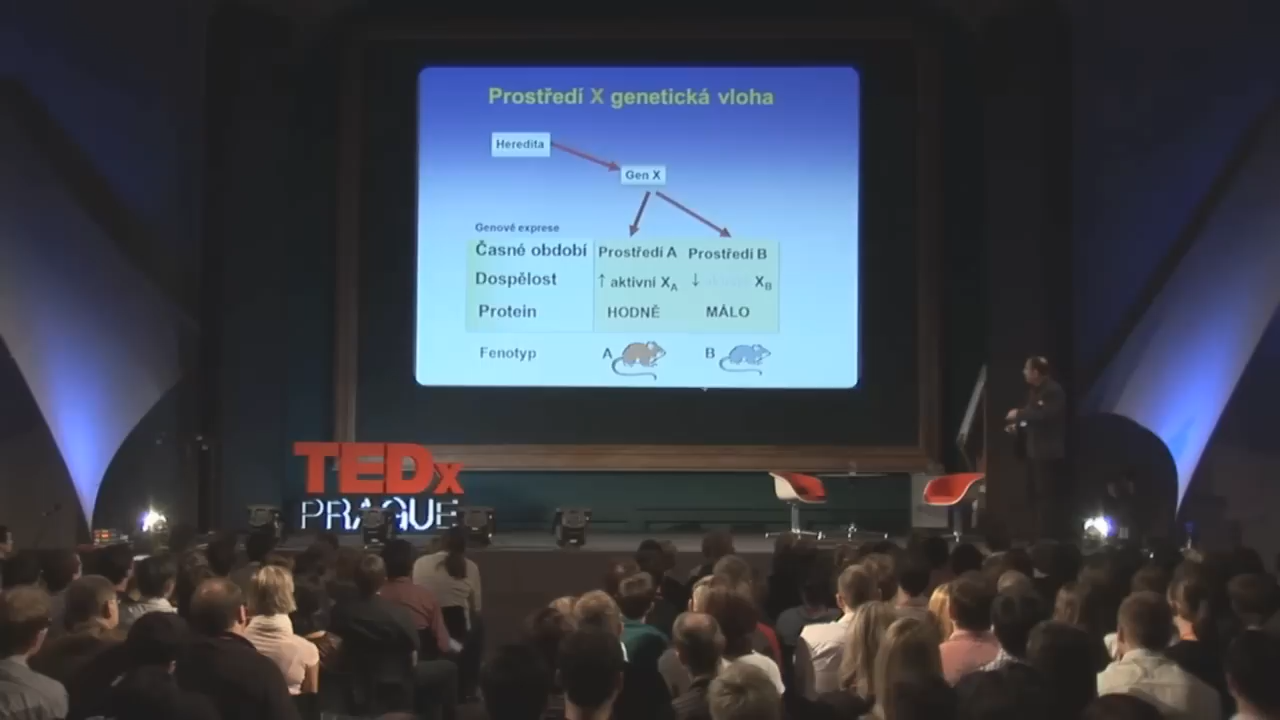 Prostředí X genetická vloha
Heredita
Gen X
Genové exprese
Časné období Prostředí A Prostředí B
Dospělost ↑ aktivní XA ↓ XB
Protein HODNĚ MÁLO
Fenotyp A B
TEDx
PRAGUE